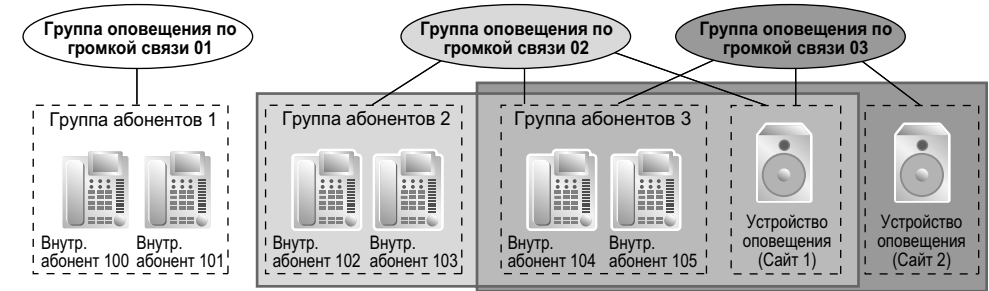 Группа оповещения по
громкой связи 01
Группа оповещения по
громкой связи 02
Группа оповещения по
громкой связи 03
Группа абонентов 1
Группа абонентов 2
Группа абонентов 3
Внутр.
абонент 100
Внутр.
абонент 101
Внутр.
абонент 102
Внутр.
абонент 103
Внутр.
абонент 104
Внутр.
абонент 105
Устройство
оповещения
(Сайт 1)
Устройство
оповещения
(Сайт 2)